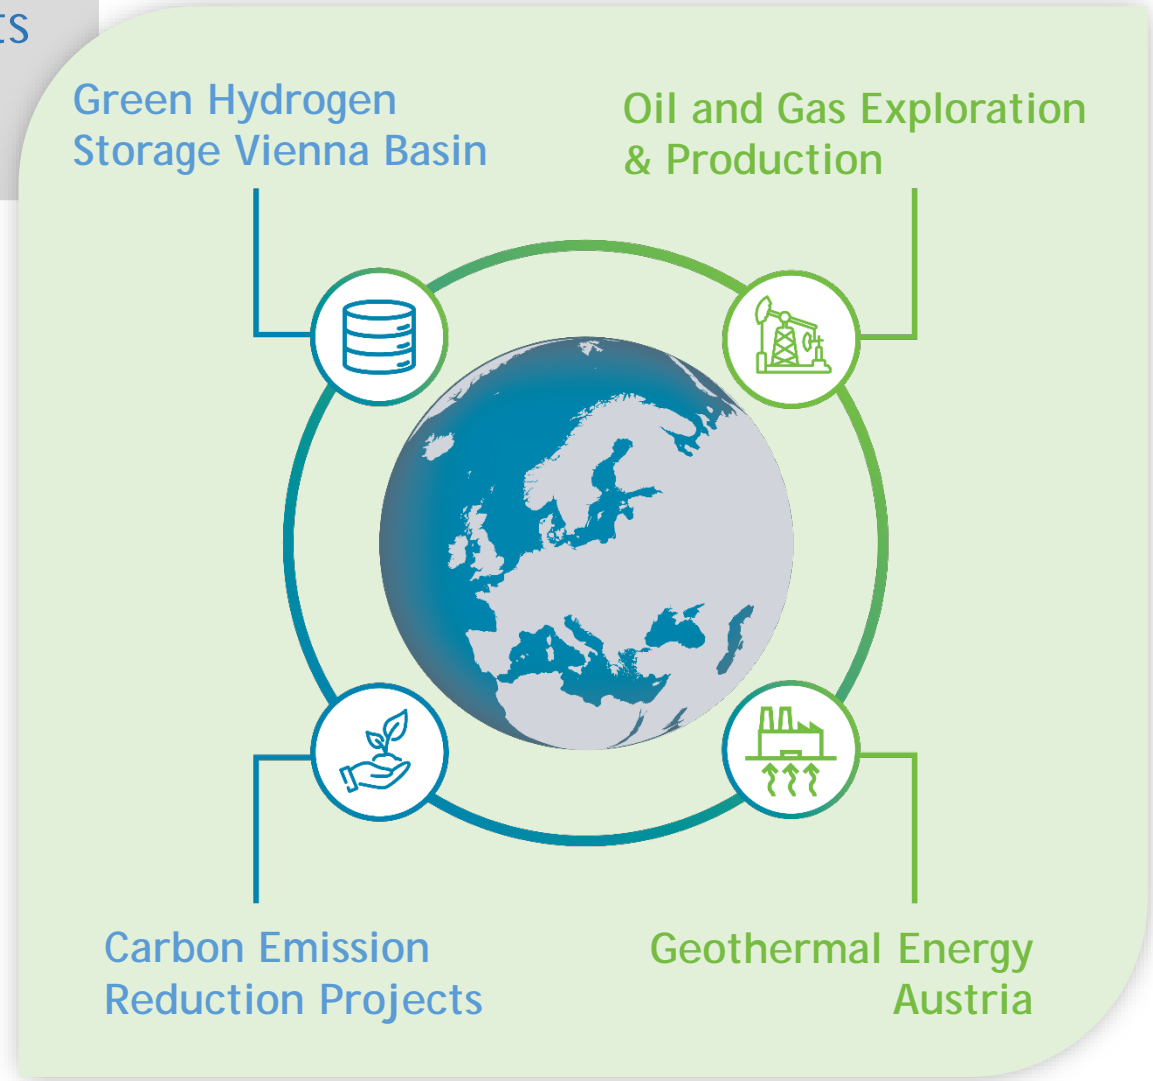 Green Hydrogen
Storage Vienna Basin
Oil and Gas Exploration
& Production
Carbon Emission
Reduction Projects
Geothermal Energy
Austria